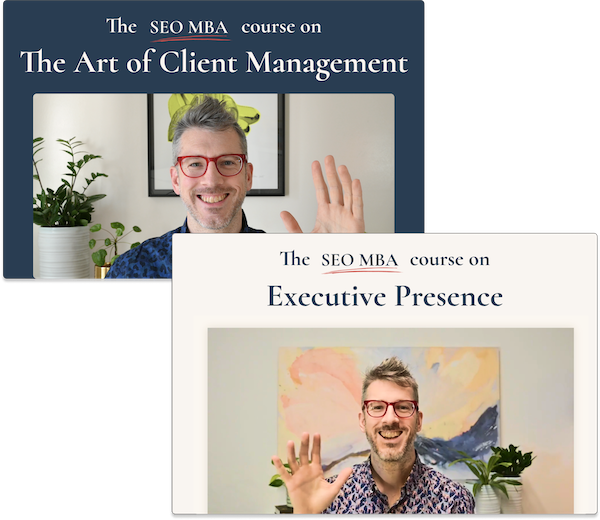 The SEO MBA course on
The Art of Client Management
The SEO MBA course on
Executive Presence